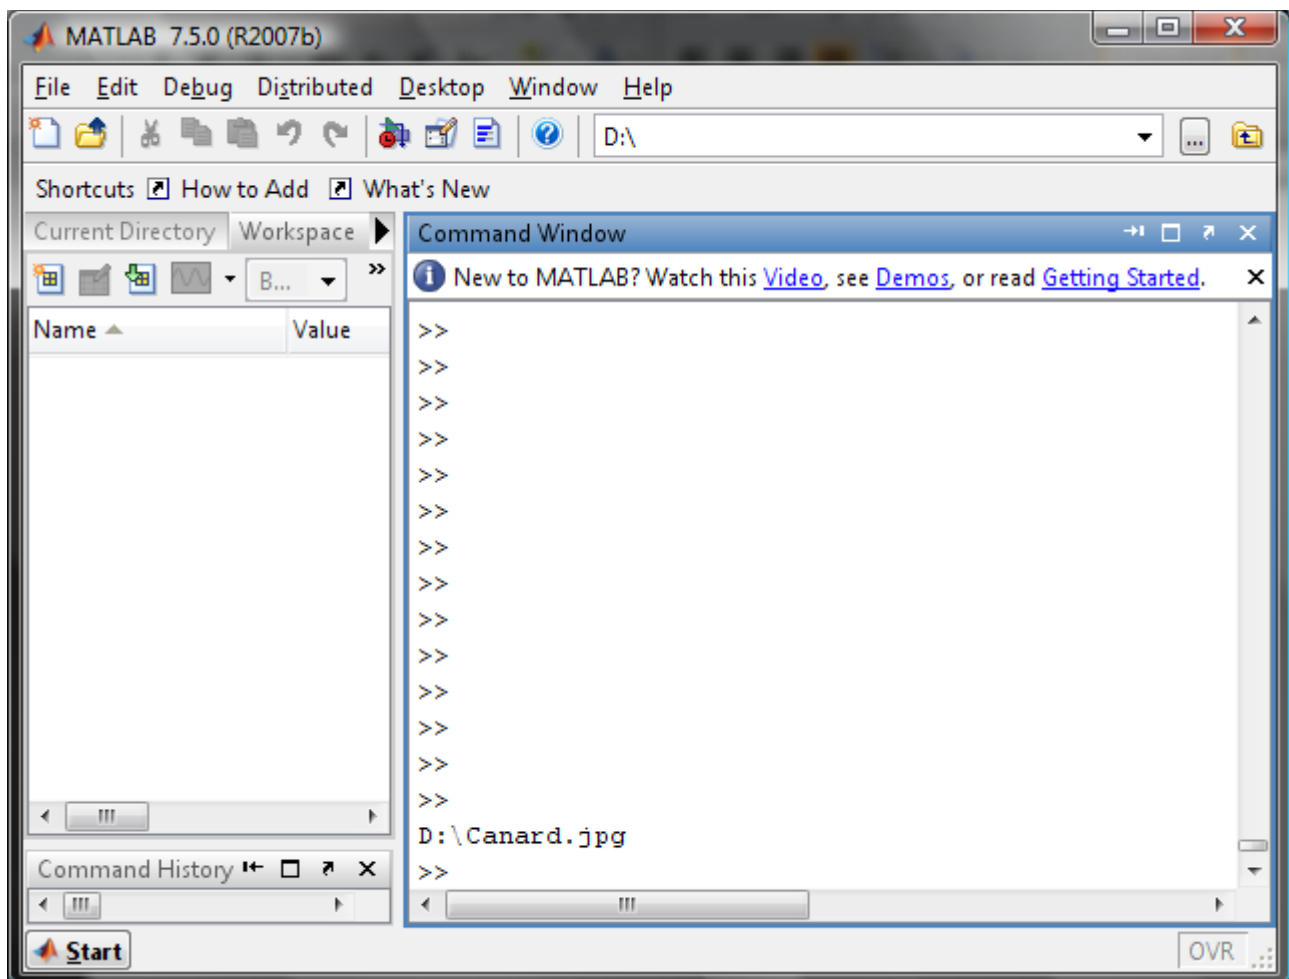 MATLAB 7.5.0 (R2007b)
File Edit Debug Distributed Desktop Window Help
D:\
...
Shortcuts How to Add What's New
Current Directory Workspace
Command Window
B...
New to MATLAB? Watch this Video, see Demos, or read Getting Started.
Name Value
>>
>>
>>
>>
>>
>>
>>
>>
>>
>>
>>
>>
>>
>>
D:\Canard.jpg
>>
Command History
Start
OVR